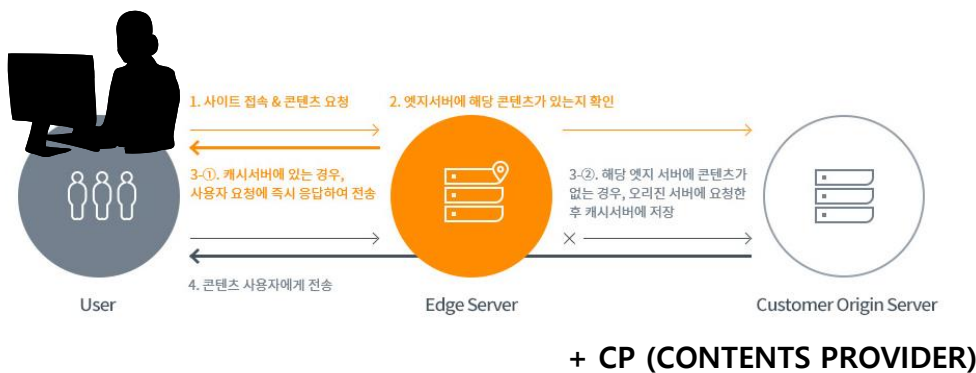 1. 사이트 접속 & 콘텐츠 요청
2. 엣지서버에 해당 콘텐츠가 있는지 확인
3-①. 캐시서버에 있는 경우,
사용자 요청에 즉시 응답하여 전송
3-②. 해당 엣지 서버에 콘텐츠가
없는 경우, 오리진 서버에 요청한
후 캐시서버에 저장
4. 콘텐츠 사용자에게 전송
User
Edge Server
Customer Origin Server
+ CP (CONTENTS PROVIDER)